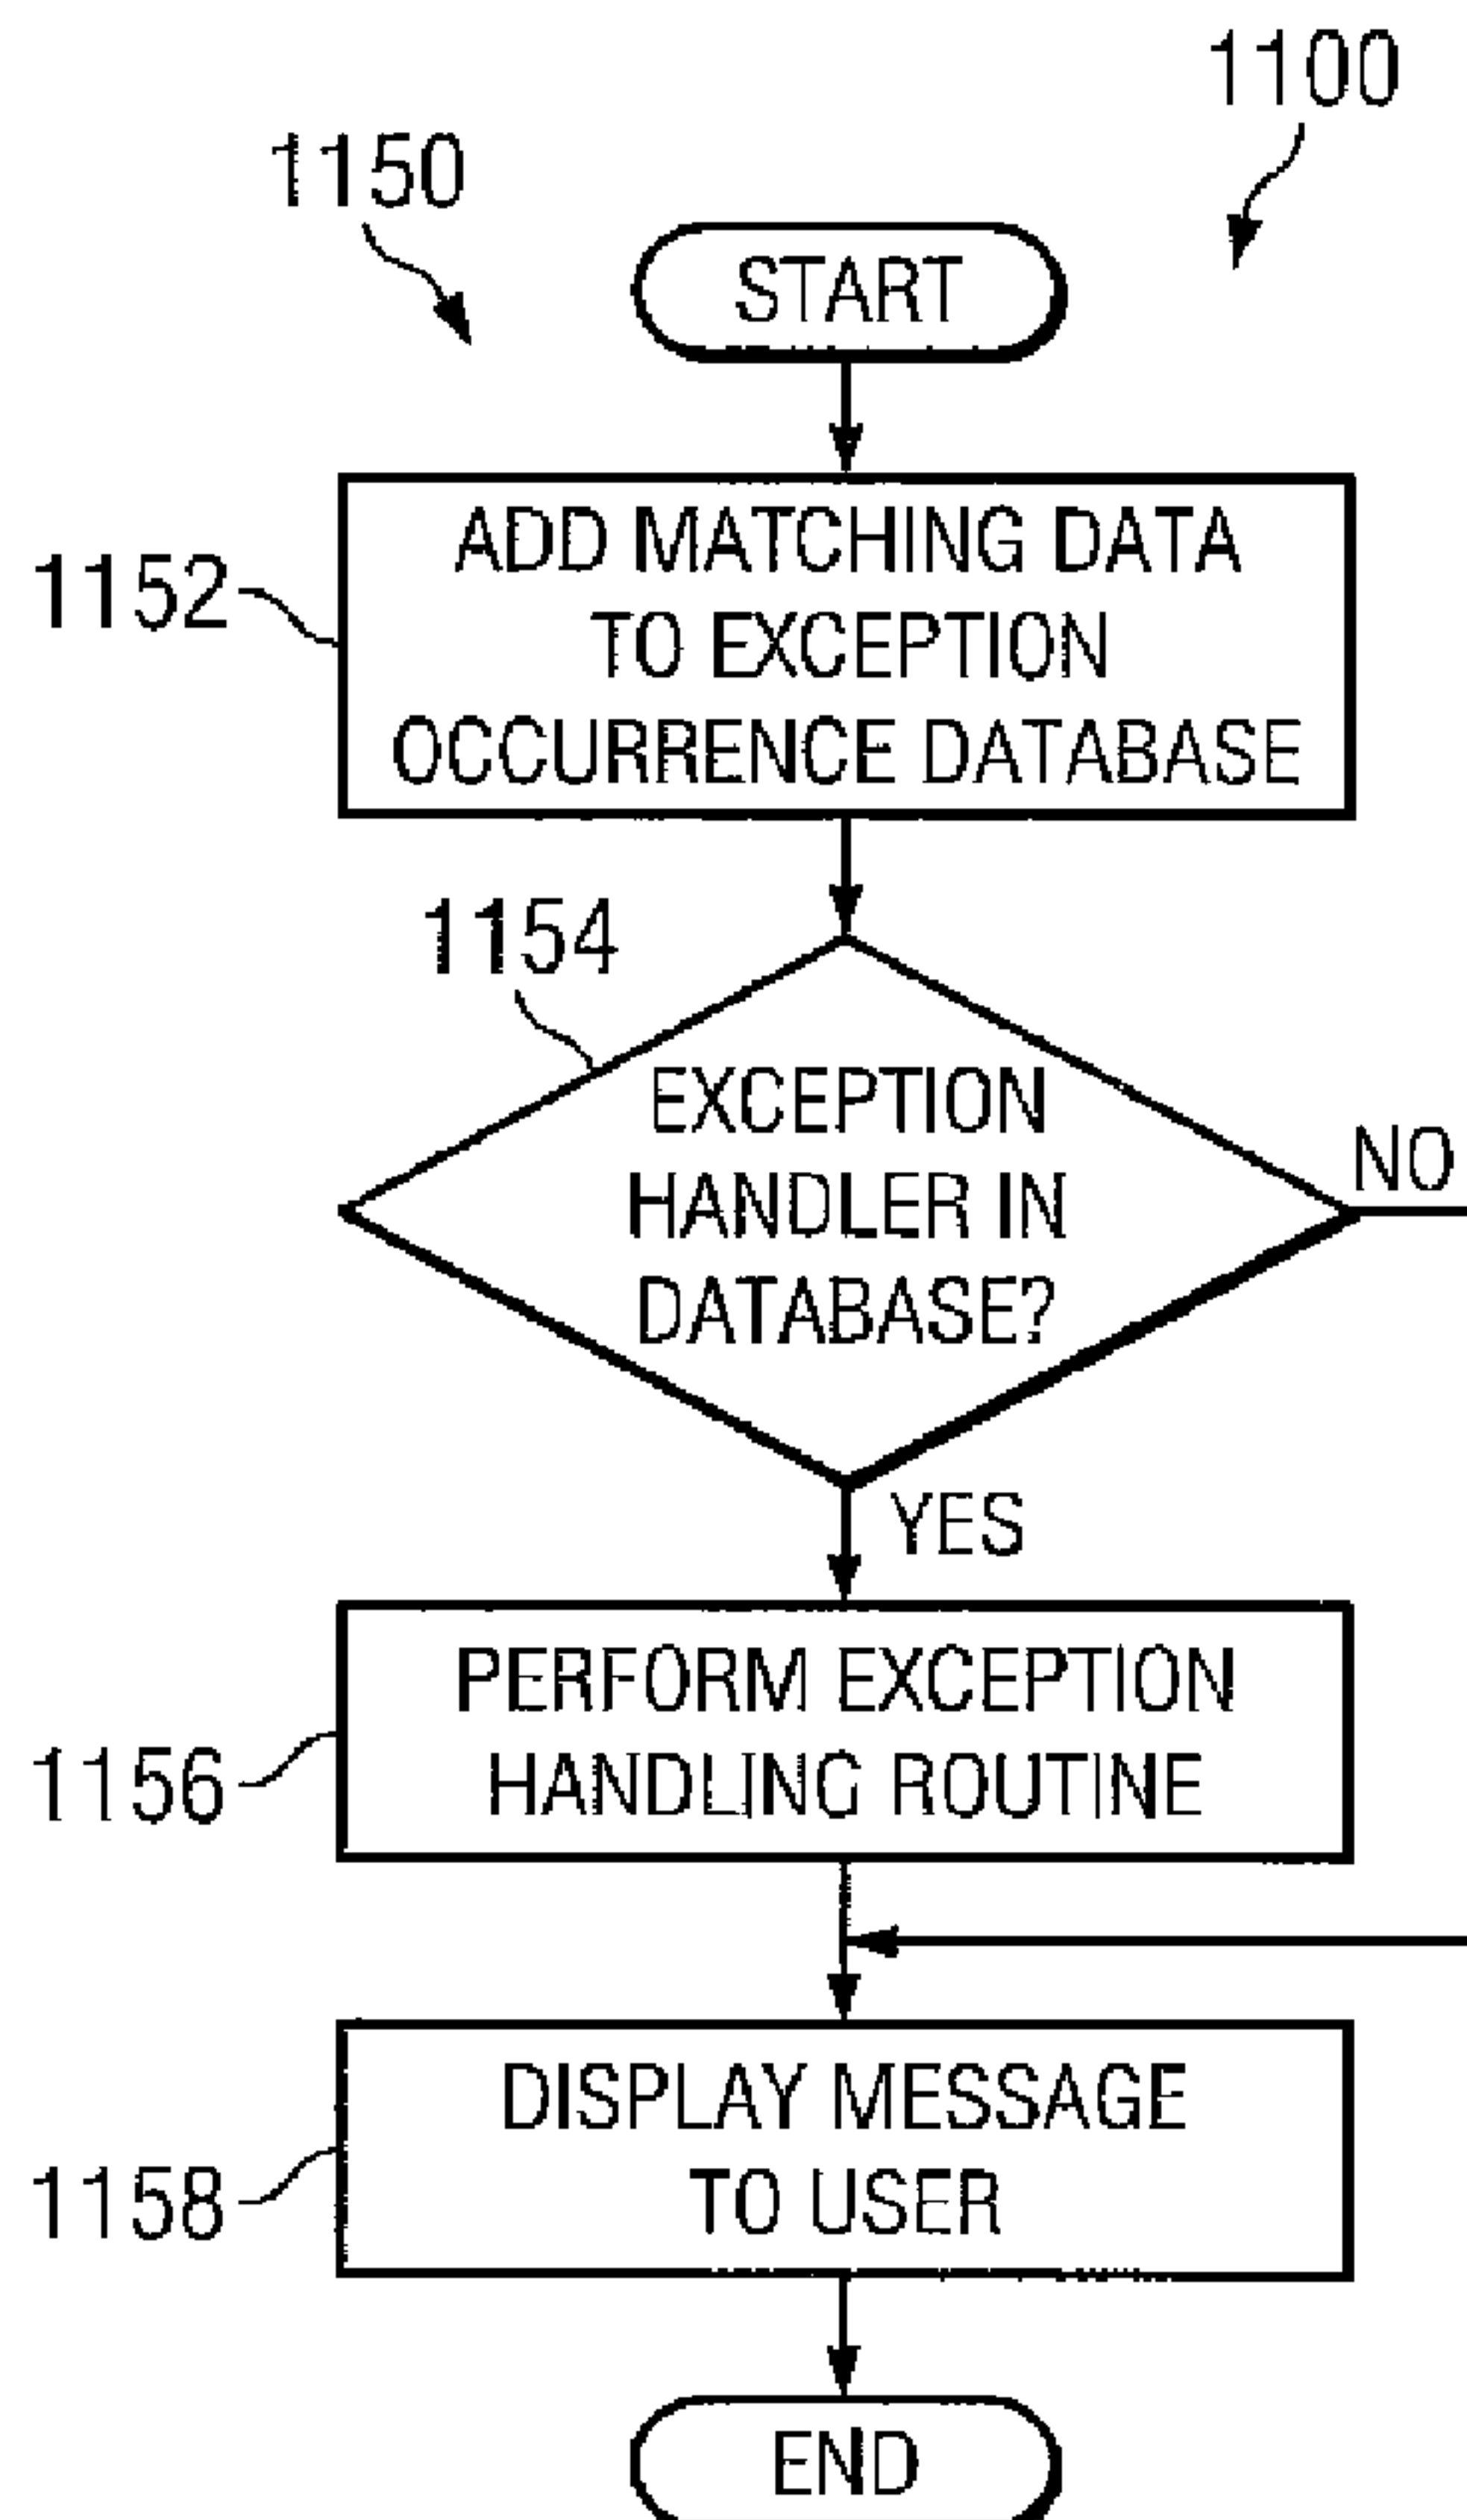 1100
1150
START
ADD MATCHING DATA
TO EXCEPTION
OCCURRENCE DATABASE
1152
1154
EXCEPTION
HANDLER IN
DATABASE?
NO
YES
PERFORM EXCEPTION
HANDLING ROUTINE
1156
DISPLAY MESSAGE
TO USER
1158
END